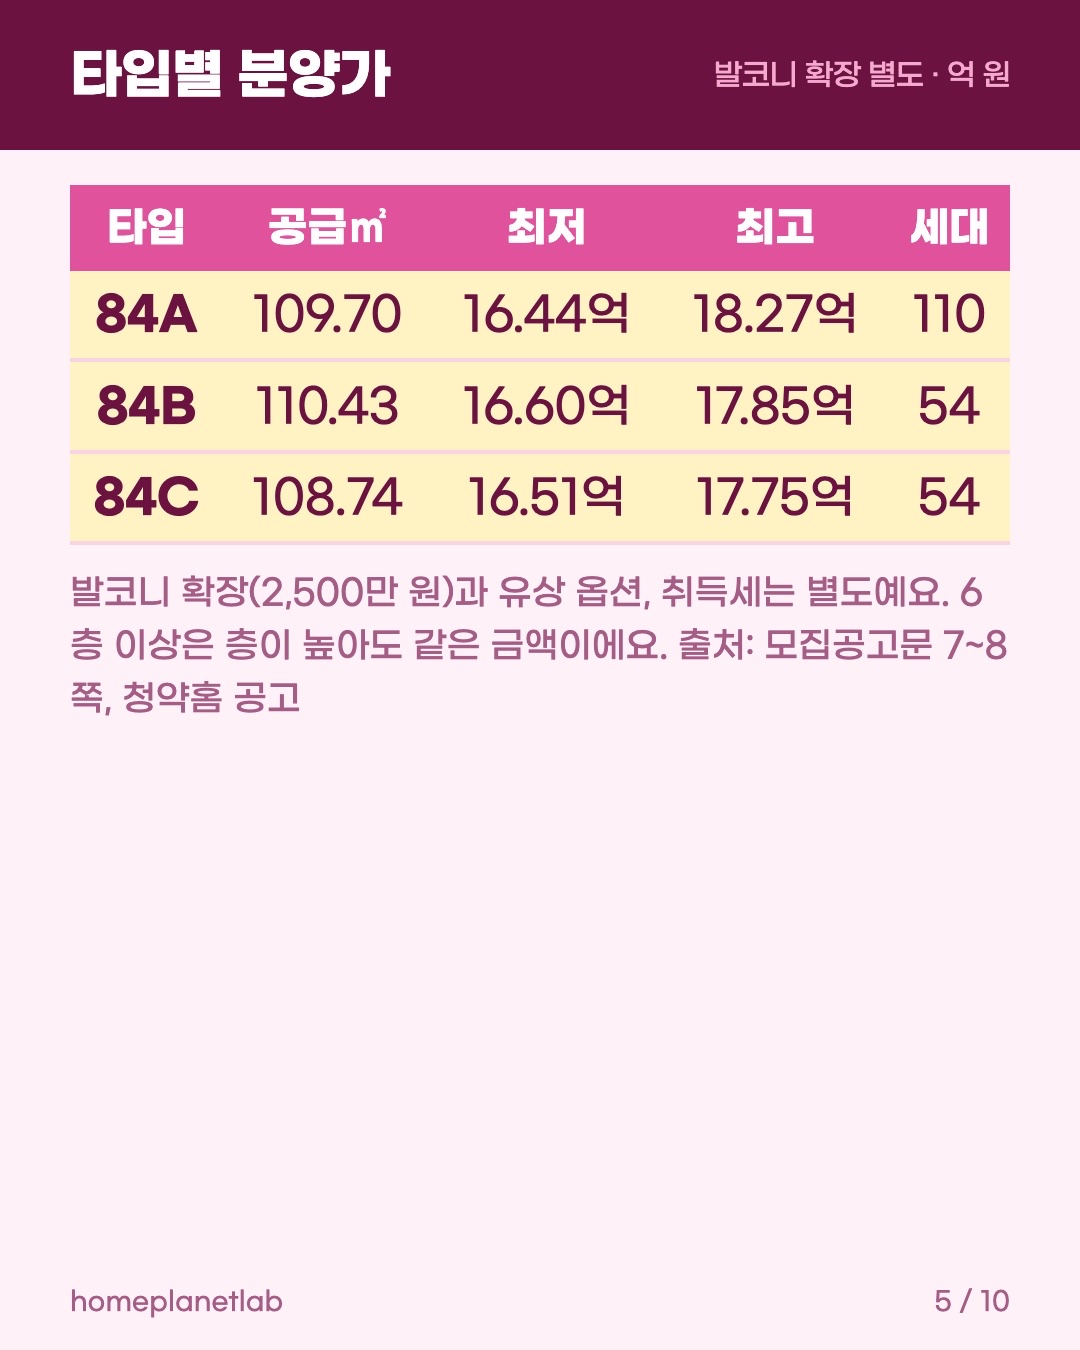 타입별 분양가
발코니 확장 별도 · 억 원
타입 공급㎡ 최저 최고 세대
84A 109.70 16.44억 18.27억 110
84B 110.43 16.60억 17.85억 54
84C 108.74 16.51억 17.75억 54
발코니 확장(2,500만 원)과 유상 옵션, 취득세는 별도예요. 6
층 이상은 층이 높아도 같은 금액이에요. 출처: 모집공고문 7~8
쪽, 청약홈 공고
homeplanetlab
5 / 10